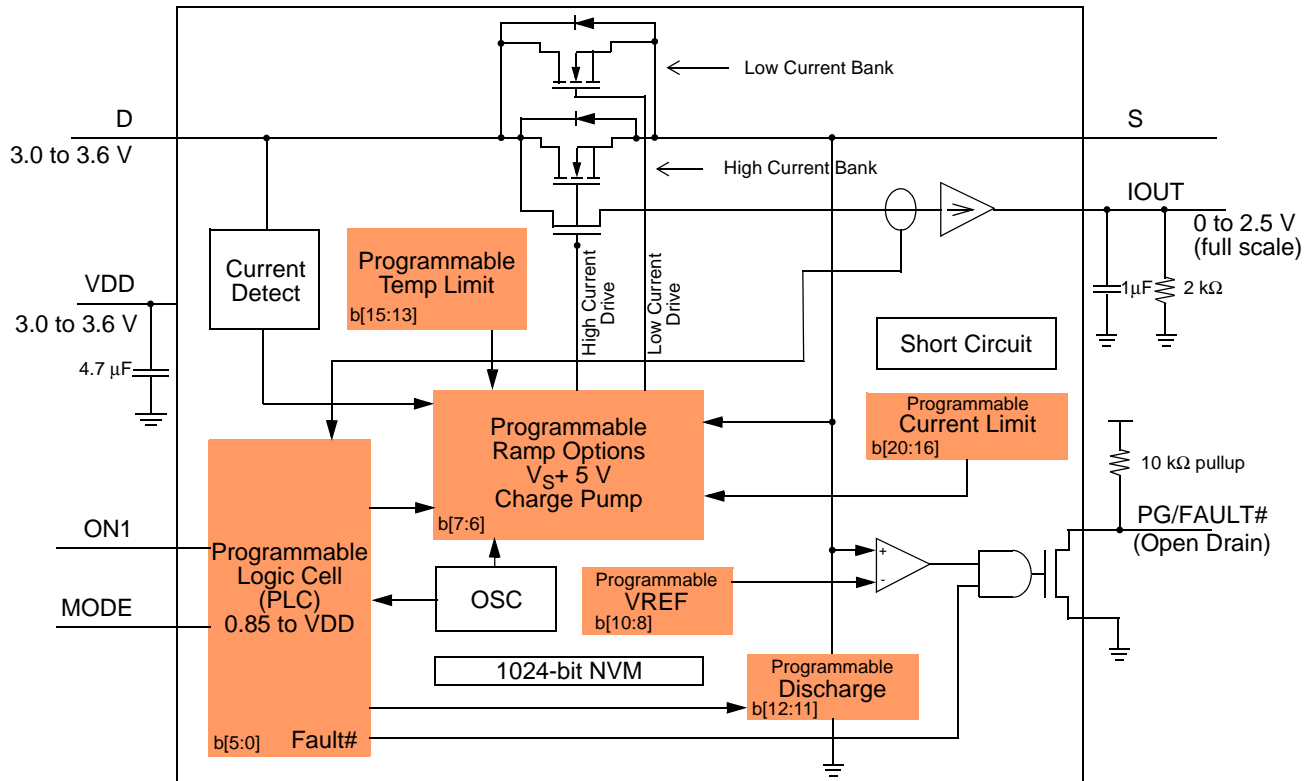 Low Current Bank
D
S
3.0 to 3.6 V
High Current Bank
IOUT
0 to 2.5 V
(full scale)
Current
Detect
Programmable
Temp Limit
b[15:13]
High Current
Drive
Low Current
Drive
1µF
2 kΩ
VDD
3.0 to 3.6 V
4.7 µF
Short Circuit
Programmable
Current Limit
b[20:16]
Programmable
Ramp Options
VS+ 5 V
Charge Pump
b[7:6]
10 kΩ pullup
PG/FAULT#
(Open Drain)
ON1
MODE
Programmable
Logic Cell
(PLC)
0.85 to VDD
b[5:0]
Fault#
OSC
Programmable
VREF
b[10:8]
+
-
1024-bit NVM
Programmable
Discharge
b[12:11]